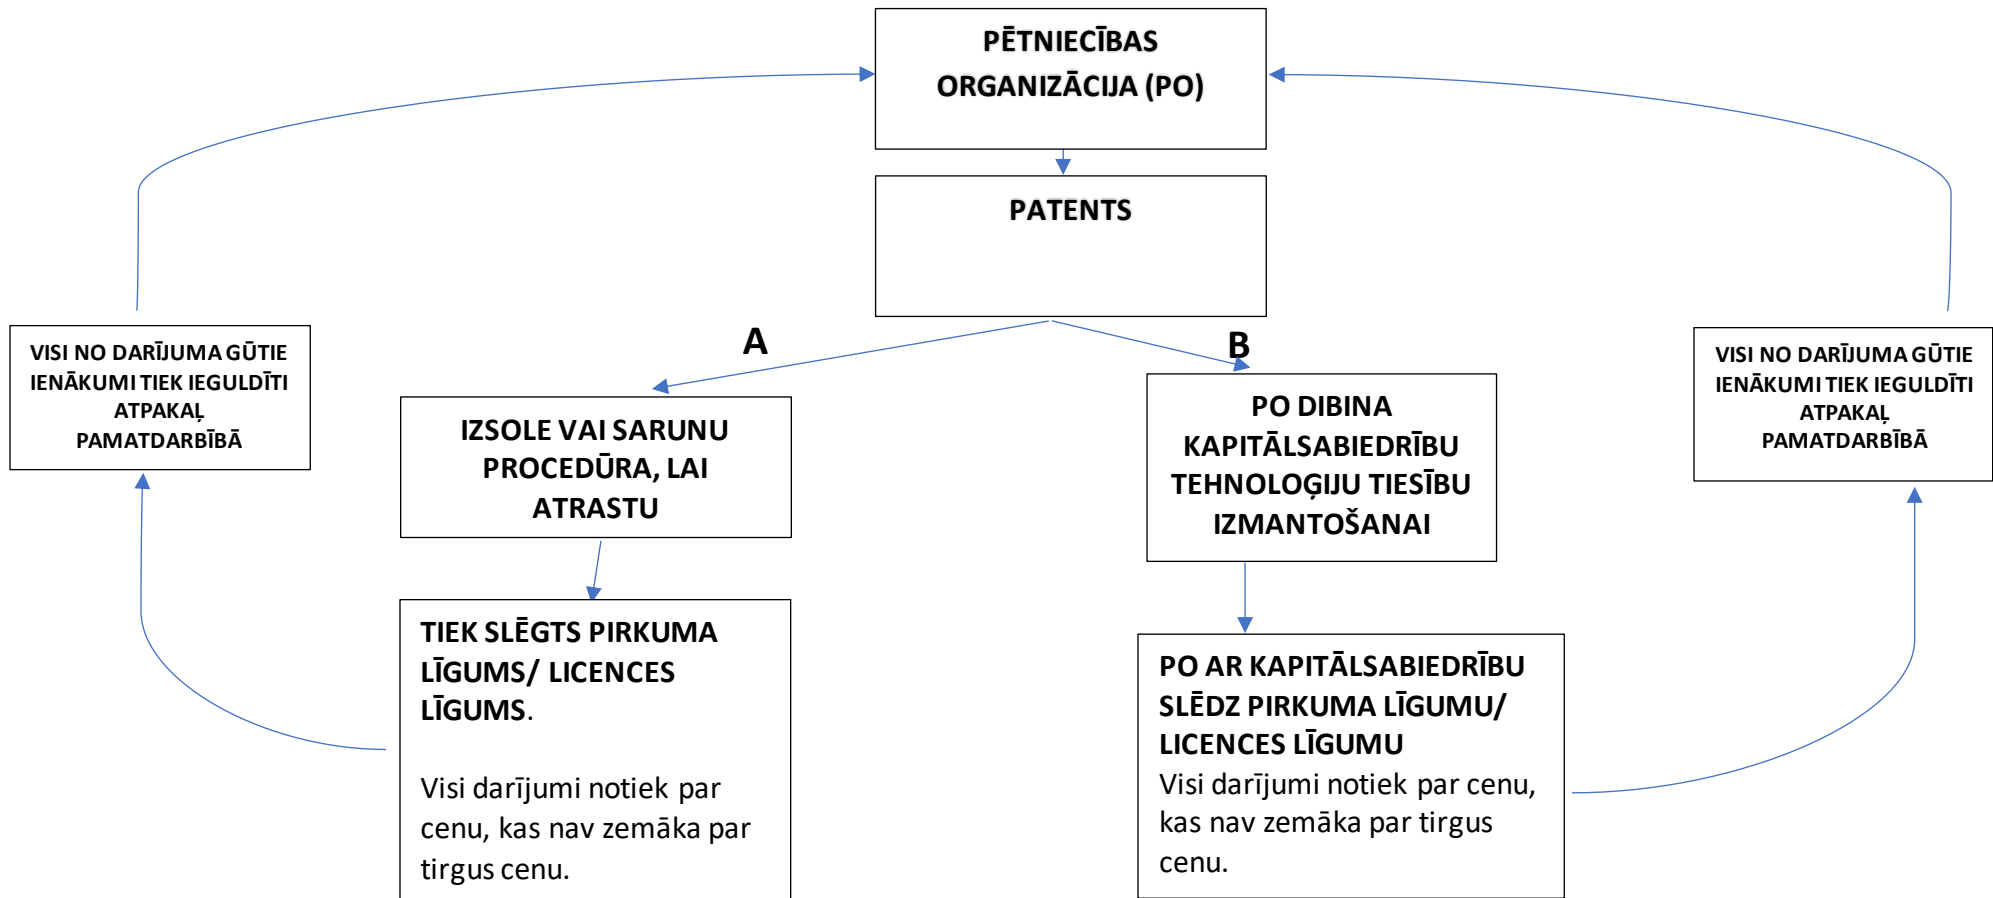 PĒTNIECĪBAS
ORGANIZĀCIJA (PO)
PATENTS
A
B
VISI NO DARĪJUMA GŪTIE
IENĀKUMI TIEK IEGULDĪTI
ATPAKAĻ
PAMATDARBĪBĀ
IZSOLE VAI SARUNU
PROCEDŪRA, LAI
ATRASTU
PO DIBINA
KAPITĀLSABIEDRĪBU
TEHNOLOĢIJU TIESĪBU
IZMANTOŠANAI
VISI NO DARĪJUMA GŪTIE
IENĀKUMI TIEK IEGULDĪTI
ATPAKAĻ
PAMATDARBĪBĀ
TIEK SLĒGTS PIRKUMA
LĪGUMS/ LICENCES
LĪGUMS.
Visi darījumi notiek par
cenu, kas nav zemāka par
tirgus cenu.
PO AR KAPITĀLSABIEDRĪBU
SLĒDZ PIRKUMA LĪGUMU/
LICENCES LĪGUMU
Visi darījumi notiek par cenu,
kas nav zemāka par tirgus
cenu.